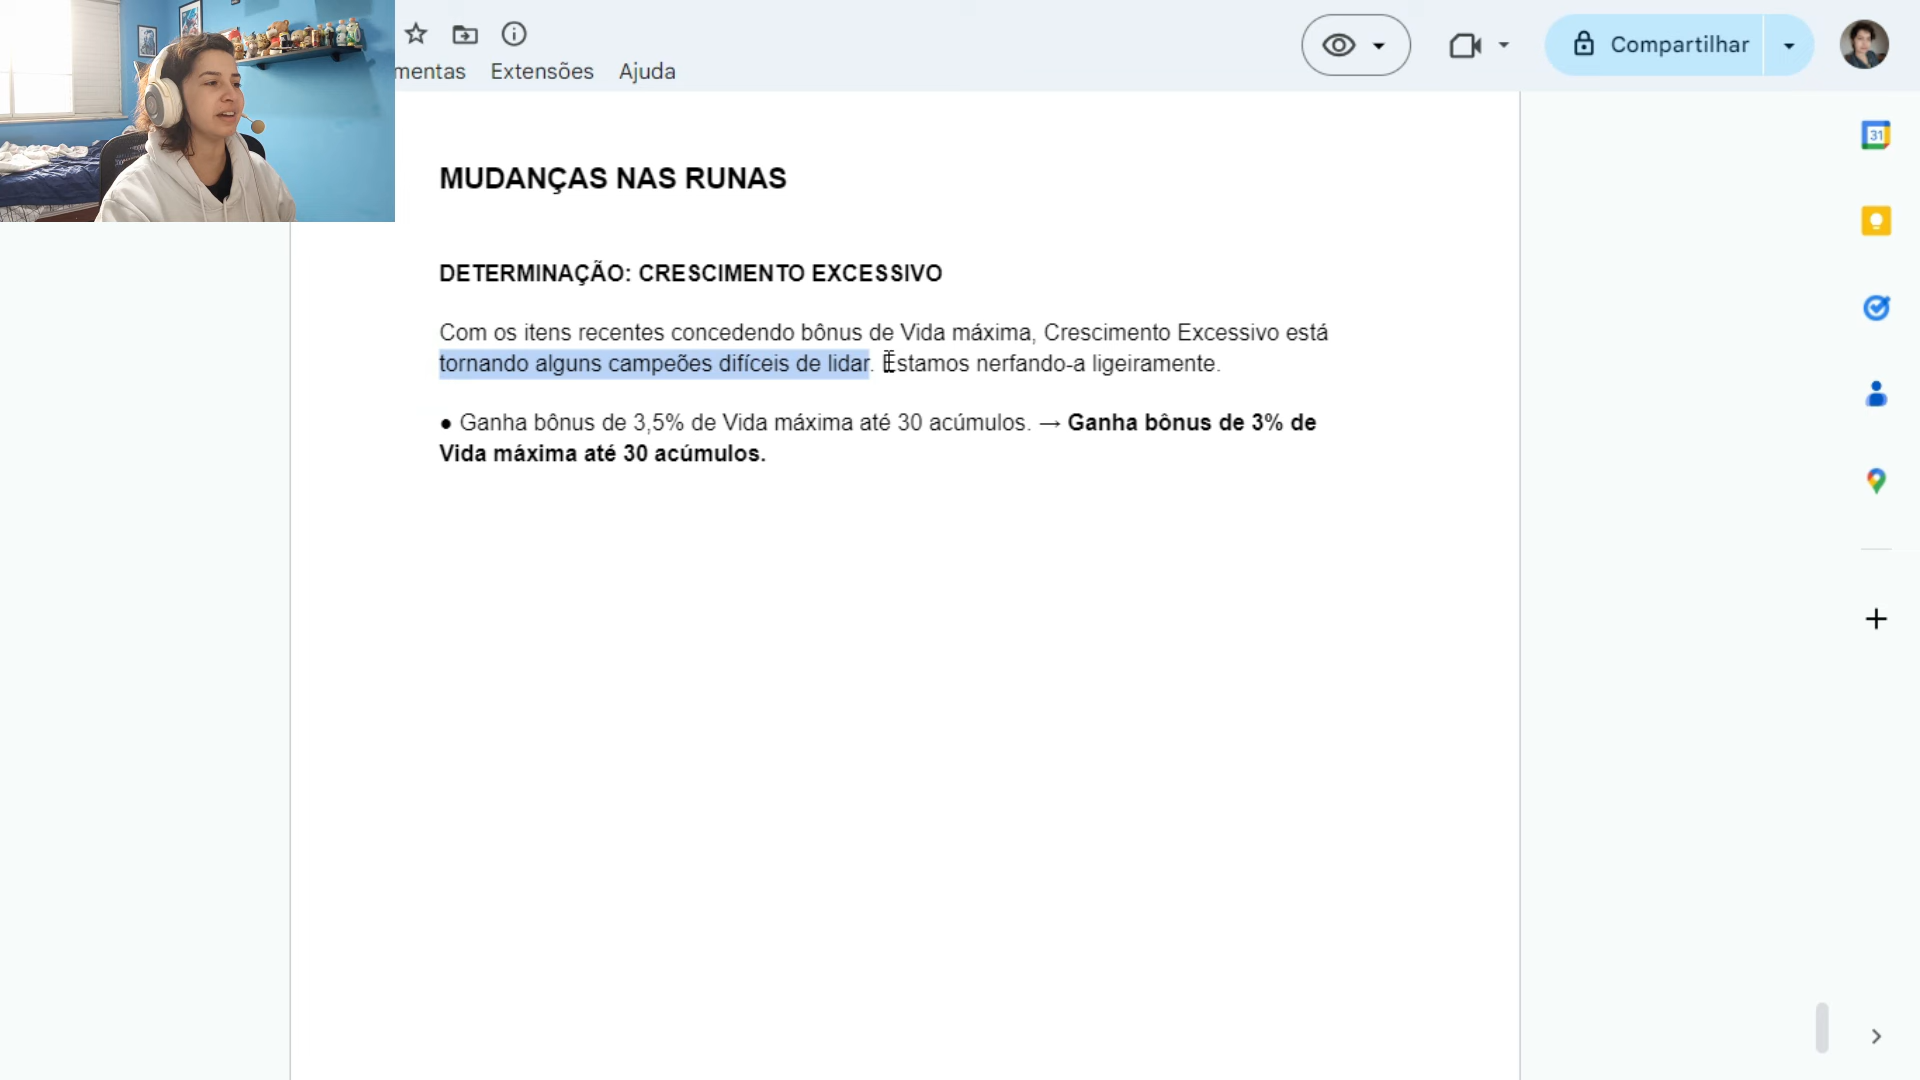 mentas Extensões Ajuda
Compartilhar
31
MUDANÇAS NAS RUNAS
DETERMINAÇÃO: CRESCIMENTO EXCESSIVO
Com os itens recentes concedendo bônus de Vida máxima, Crescimento Excessivo está
tornando alguns campeões difíceis de lidar. Estamos nerfando-a ligeiramente.
● Ganha bônus de 3,5% de Vida máxima até 30 acúmulos. → Ganha bônus de 3% de
Vida máxima até 30 acúmulos.